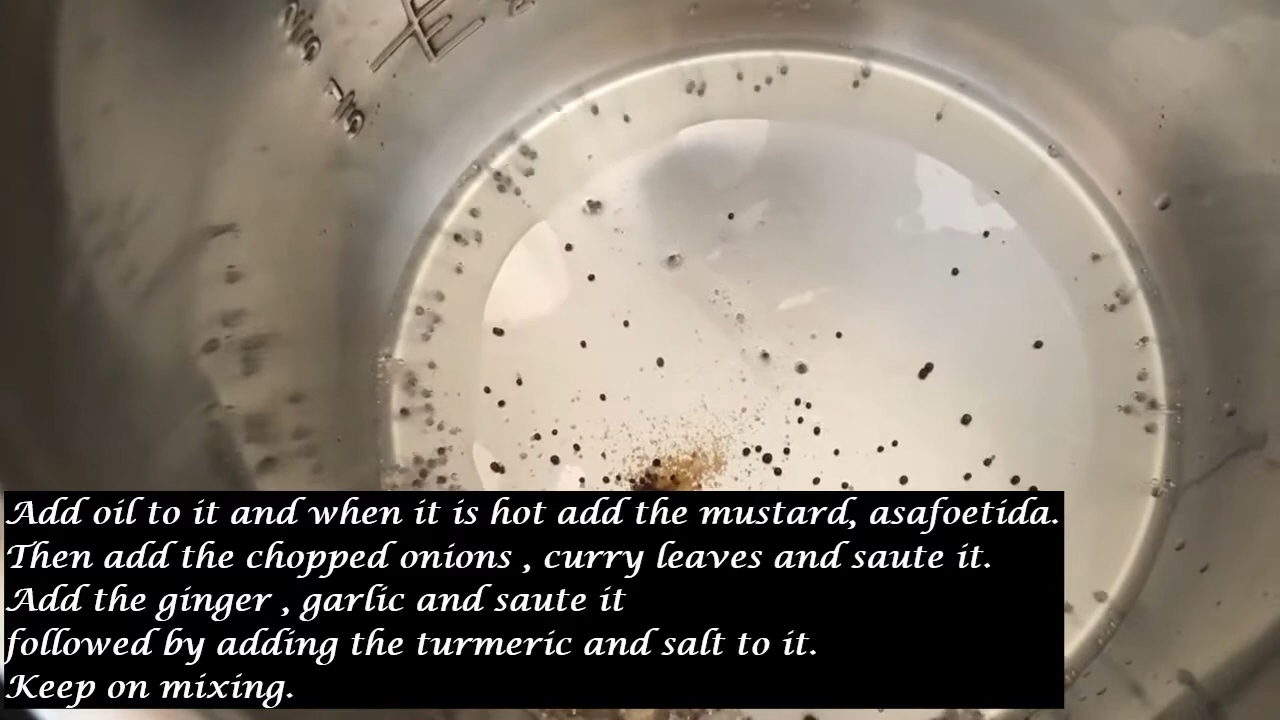 Add oil to it and when it is hot add the mustard, asafoetida.
Then add the chopped onions , curry leaves and saute it.
Add the ginger , garlic and saute it
followed by adding the turmeric and salt to it.
Keep on mixing.